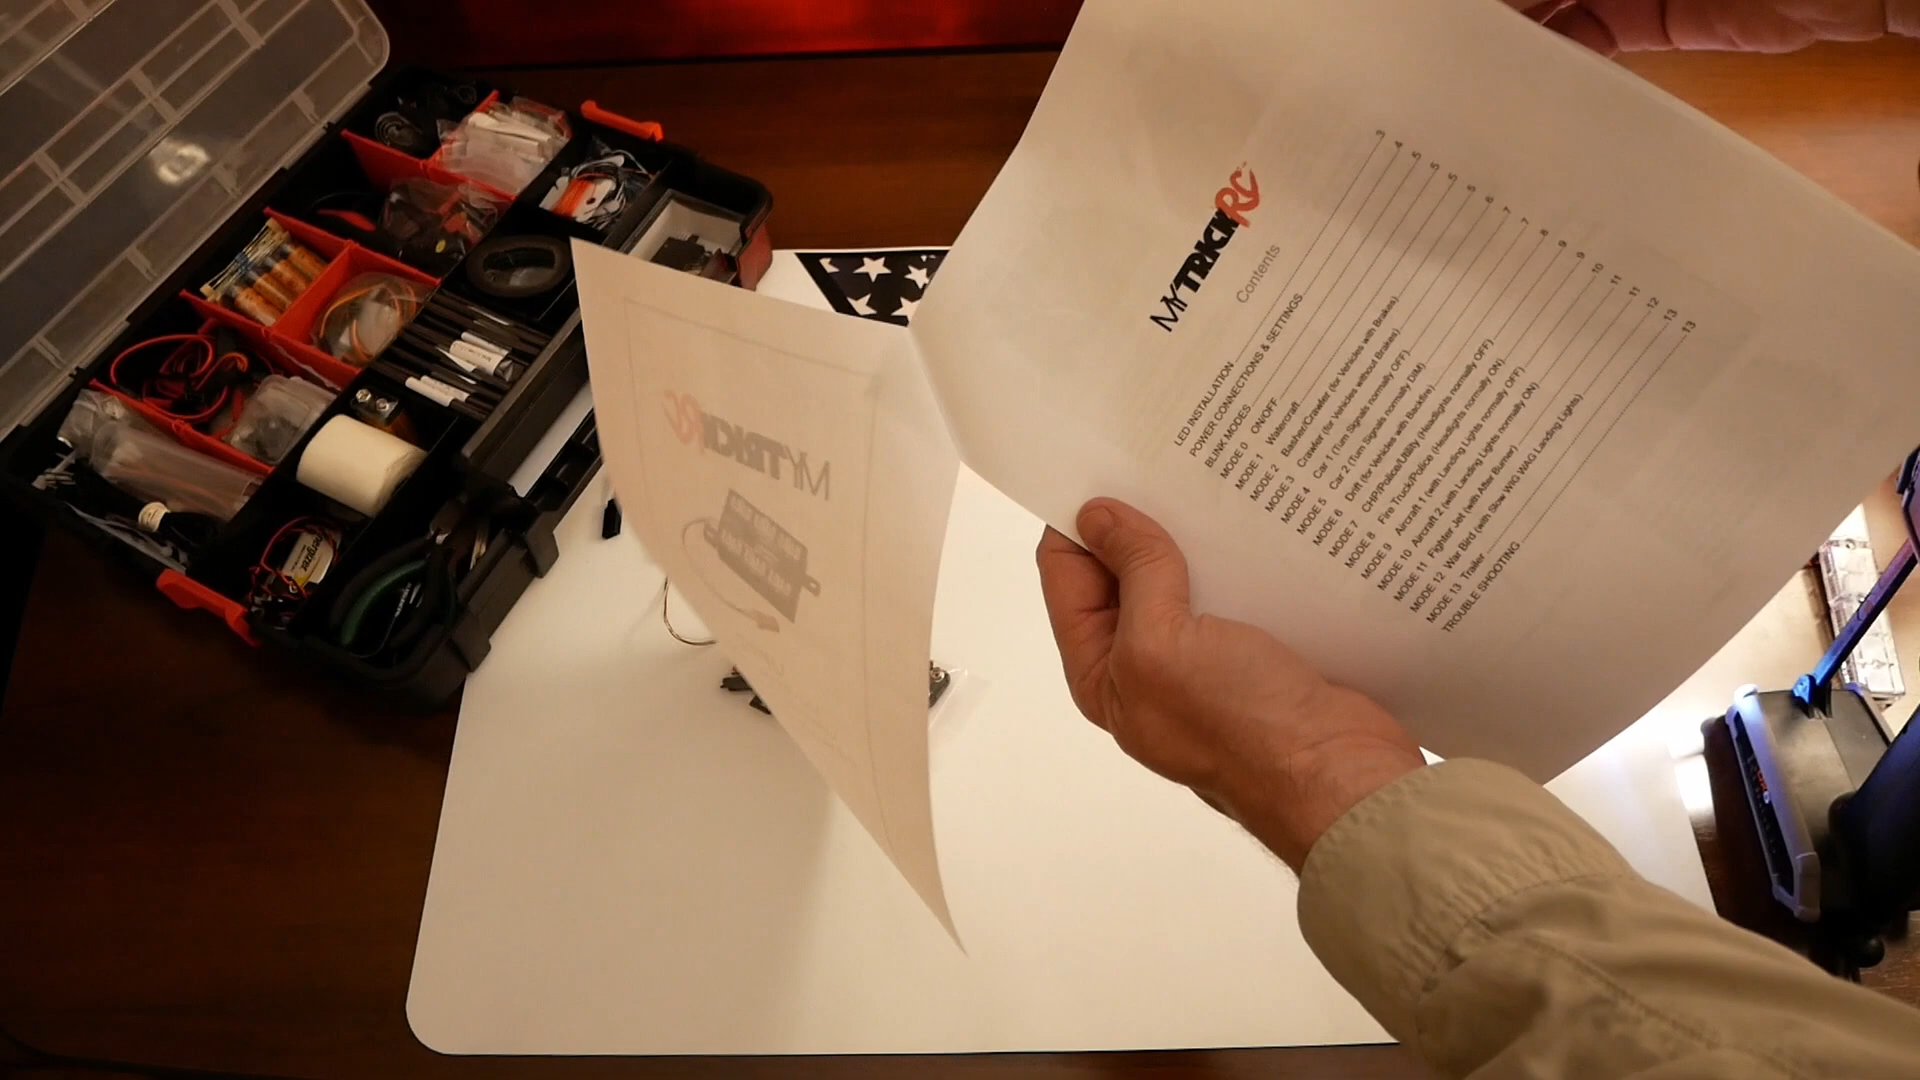 MYTRICKRC
Contents
LED INSTALLATION 3
POWER CONNECTIONS & SETTINGS 4
BLINK MODES 5
MODE 0 ON/OFF 5
MODE 1 Watercraft 5
MODE 2 Basher/Crawler (for Vehicles with Brakes) 5
MODE 3 Crawler (for Vehicles without Brakes) 6
MODE 4 Car 1 (Turn Signals normally OFF) 7
MODE 5 Car 2 (Turn Signals normally DIM) 7
MODE 6 Drift (for Vehicles with Backfire) 8
MODE 7 CHP/Police/Utility (Headlights normally OFF) 9
MODE 8 Fire Truck/Police (Headlights normally ON) 9
MODE 9 Aircraft 1 (with Landing Lights normally OFF) 10
MODE 10 Aircraft 2 (with Landing Lights normally ON) 11
MODE 11 Fighter Jet (with After Burner) 11
MODE 12 War Bird (with Slow WIG WAG Landing Lights) 12
MODE 13 Trailer 13
TROUBLE SHOOTING 13
MYTRICKRC
Energizer